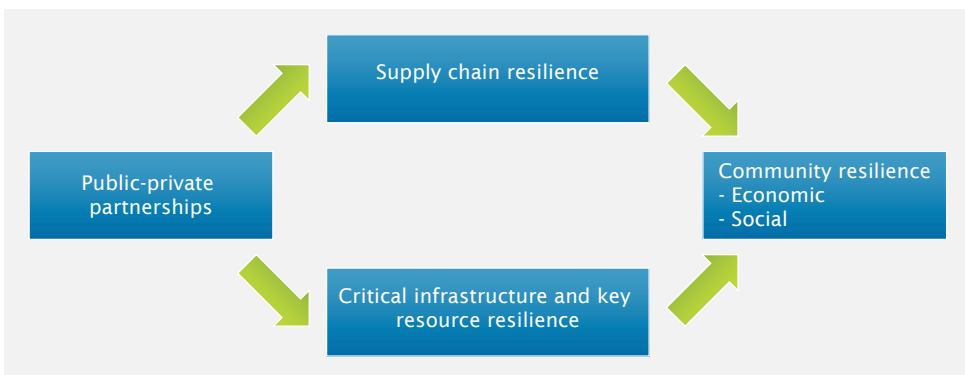 Supply chain resilience
Public-private
partnerships
Community resilience
- Economic
- Social
Critical infrastructure and key
resource resilience